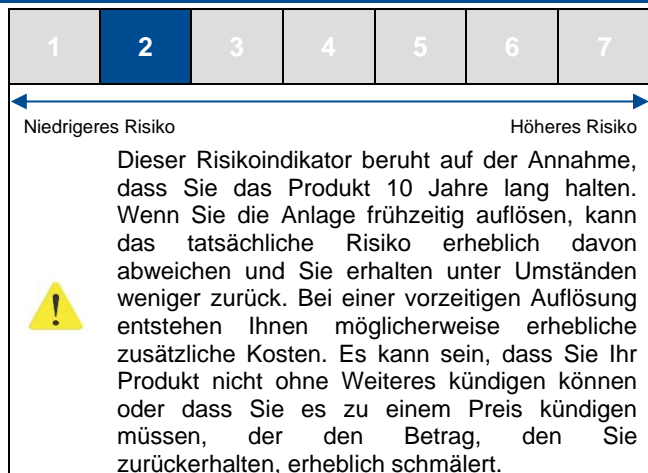 1 2 3 4 5 6 7
Niedrigeres Risiko Höheres Risiko
Dieser Risikoindikator beruht auf der Annahme,
dass Sie das Produkt 10 Jahre lang halten.
Wenn Sie die Anlage frühzeitig auflösen, kann
das tatsächliche Risiko erheblich davon
abweichen und Sie erhalten unter Umständen
weniger zurück. Bei einer vorzeitigen Auflösung
entstehen Ihnen möglicherweise erhebliche
zusätzliche Kosten. Es kann sein, dass Sie Ihr
Produkt nicht ohne Weiteres kündigen können
oder dass Sie es zu einem Preis kündigen
müssen, der den Betrag, den Sie
zurückerhalten, erheblich schmälert.